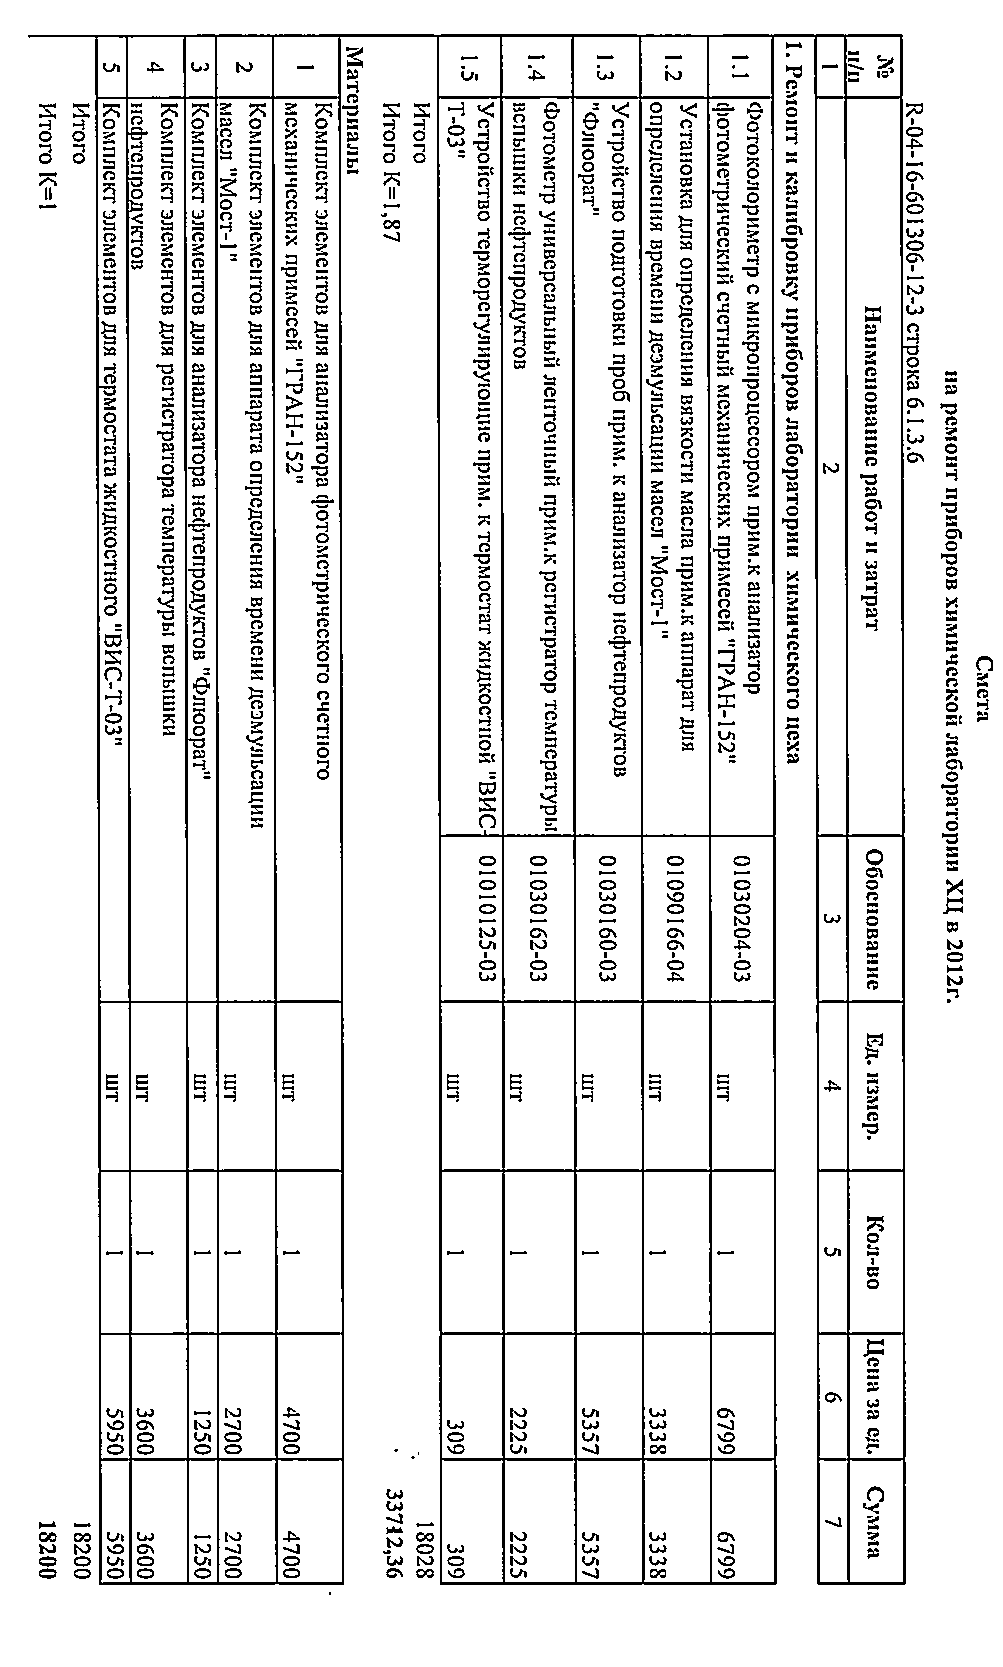 Смета
на ремонт приборов химической лаборатории ХЦ в 2012г.
R-04-16-601306-12-3 строка 6.1.3.6
№ п/п Наименование работ и затрат Обоснование Ед. измер. Кол-во Цена за ед. Сумма
1 2 3 4 5 6 7
1. Ремонт и калибровку приборов лаборатории химического цеха
1.1 Фотоколориметр с микропроцессором прим.к анализатор
фотометрический счетный механических примесей "ГРАН-152" 01030204-03 шт 1 6799 6799
1.2 Установка для определения вязкости масла прим.к аппарат для
определения времени деэмульсации масел "Мост-1" 01090166-04 шт 1 3338 3338
1.3 Устройство подготовки проб прим. к анализатор нефтепродуктов
"Флюорат" 01030160-03 шт 1 5357 5357
1.4 Фотометр универсальный ленточный прим.к регистратор температуры
вспышки нефтепродуктов 01030162-03 шт 1 2225 2225
1.5 Устройство терморегулирующие прим. к термостат жидкостной "ВИС-
Т-03" 01010125-03 шт 1 309 309
Итого 18028
Итого К=1,87 33712,36
Материалы
1 Комплект элементов для анализатора фотометрического счетного
механических примесей "ГРАН-152" шт 1 4700 4700
2 Комплект элементов для аппарата определения времени деэмульсации
масел "Мост-1" шт 1 2700 2700
3 Комплект элементов для анализатора нефтепродуктов "Флюорат" шт 1 1250 1250
4 Комплект элементов для регистратора температуры вспышки
нефтепродуктов шт 1 3600 3600
5 Комплект элементов для термостата жидкостного "ВИС-Т-03" шт 1 5950 5950
Итого 18200
Итого К=1 18200